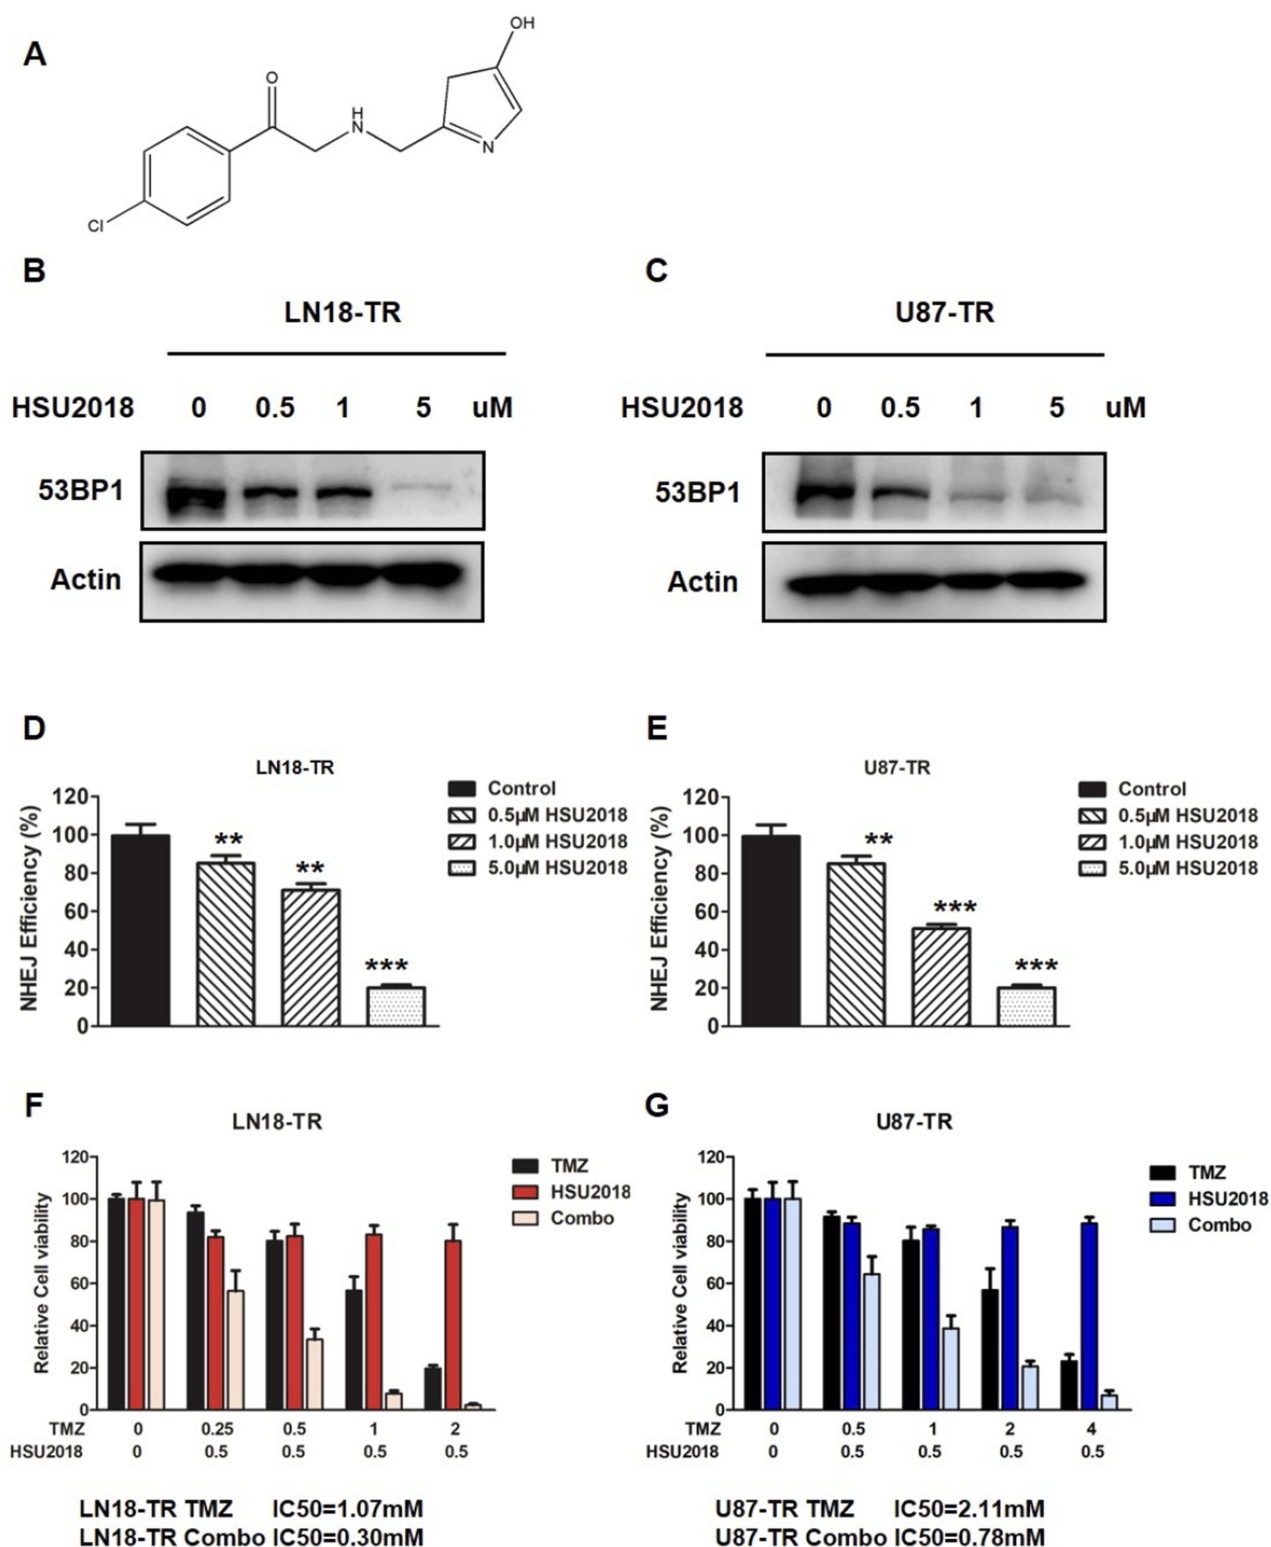 A
OH
O
H
N
N
Cl
B
LN18-TR
HSU2018 0 0.5 1 5 uM
53BP1
Actin
C
U87-TR
HSU2018 0 0.5 1 5 uM
53BP1
Actin
D
LN18-TR
NHEJ Efficiency (%)
120
100
80
60
40
20
0
** ** ***
Control
0.5µM HSU2018
1.0µM HSU2018
5.0µM HSU2018
E
U87-TR
NHEJ Efficiency (%)
120
100
80
60
40
20
0
** *** ***
Control
0.5µM HSU2018
1.0µM HSU2018
5.0µM HSU2018
F
LN18-TR
Relative Cell viability
120
100
80
60
40
20
0
TMZ
HSU2018
Combo
TMZ 0 0.25 0.5 1 2
HSU2018 0 0.5 0.5 0.5 0.5
LN18-TR TMZ IC50=1.07mM
LN18-TR Combo IC50=0.30mM
G
U87-TR
Relative Cell viability
120
100
80
60
40
20
0
TMZ
HSU2018
Combo
TMZ 0 0.5 1 2 4
HSU2018 0 0.5 0.5 0.5 0.5
U87-TR TMZ IC50=2.11mM
U87-TR Combo IC50=0.78mM